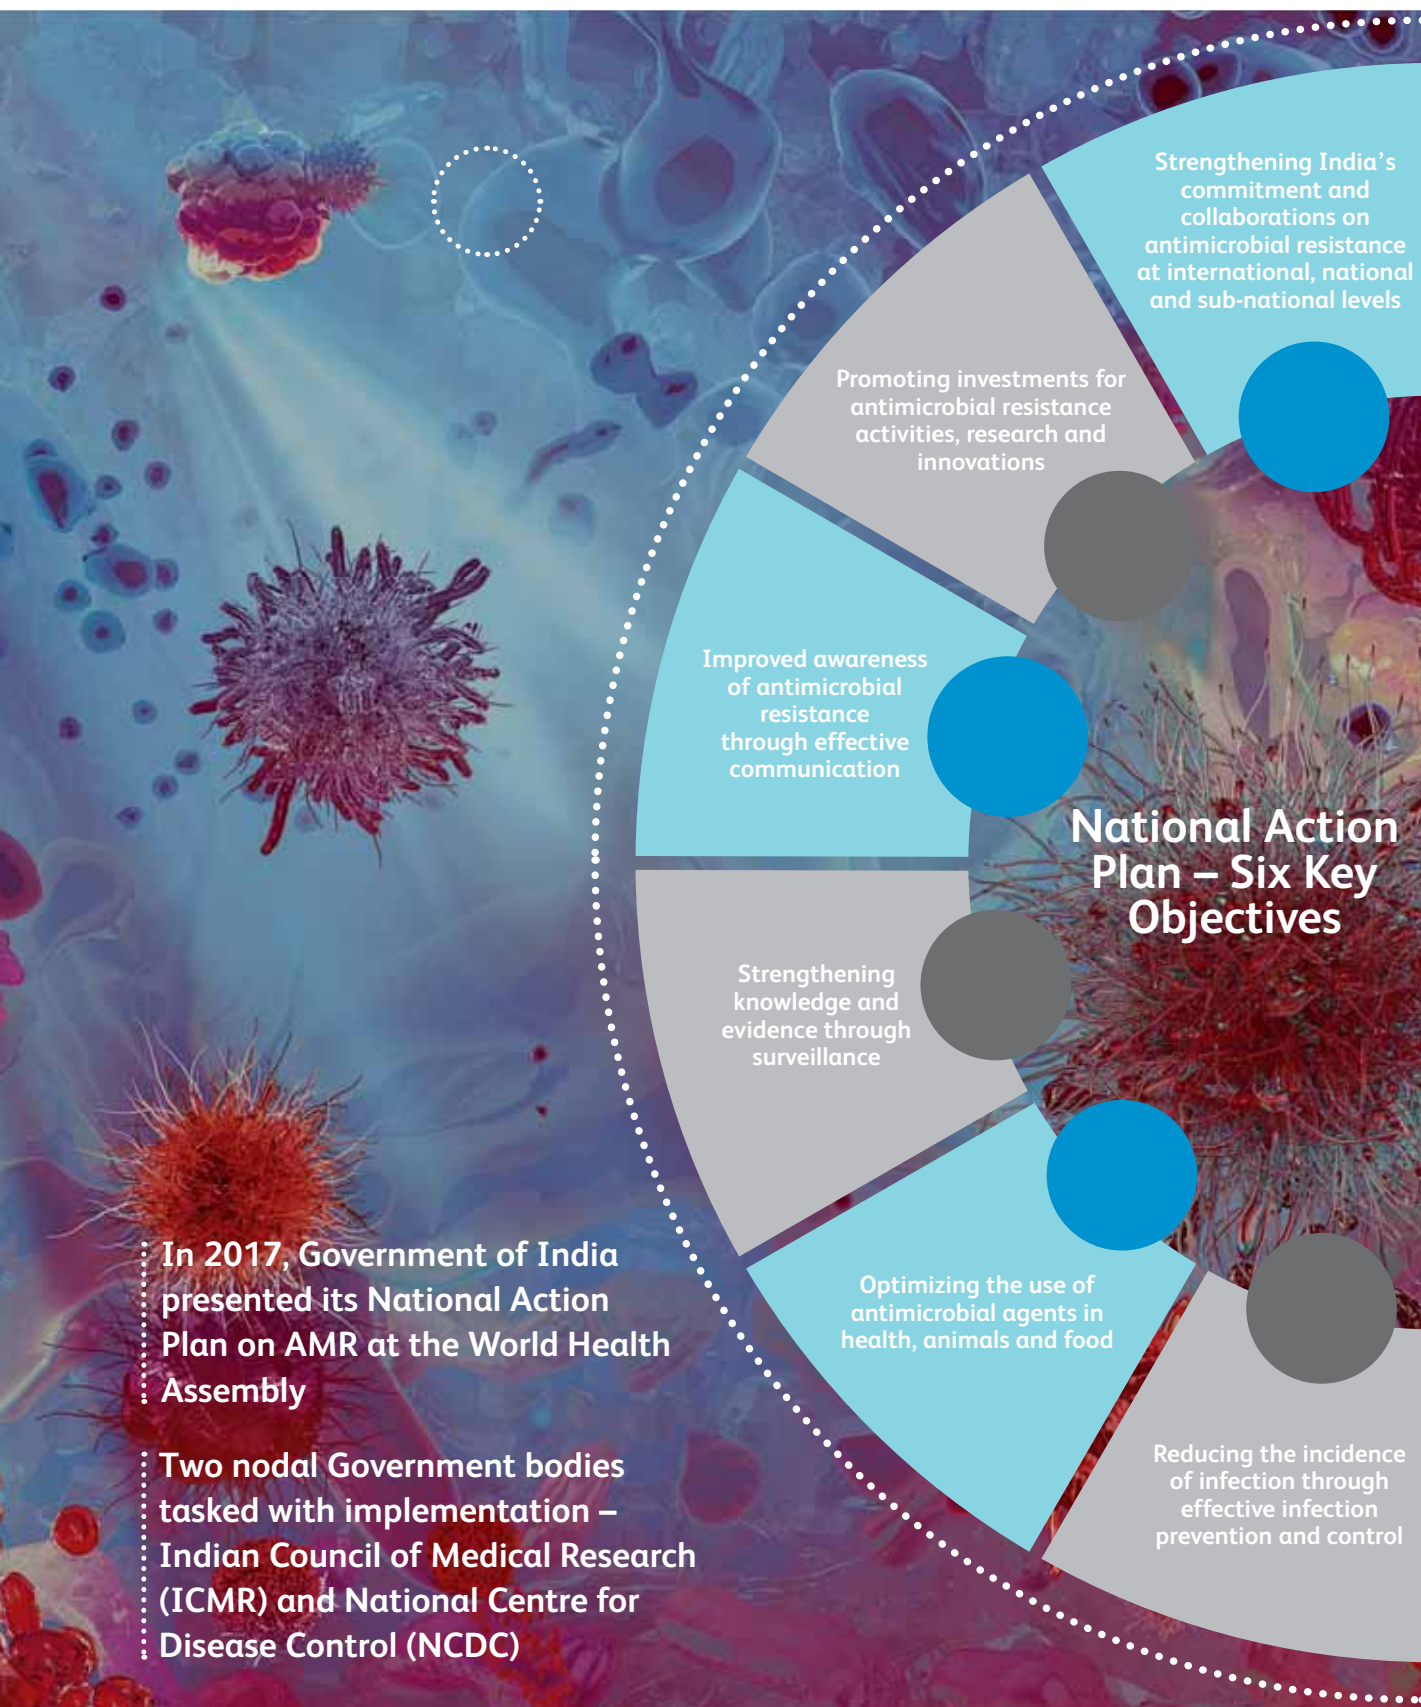 Strengthening India's
commitment and
collaborations on
antimicrobial resistance
at international, national
and sub-national levels
Promoting investments for
antimicrobial resistance
activities, research and
innovations
Improved awareness
of antimicrobial
resistance
through effective
communication
National Action
Plan – Six Key
Objectives
Strengthening
knowledge and
evidence through
surveillance
Optimizing the use of
antimicrobial agents in
health, animals and food
Reducing the incidence
of infection through
effective infection
prevention and control
In 2017, Government of India
presented its National Action
Plan on AMR at the World Health
Assembly
Two nodal Government bodies
tasked with implementation –
Indian Council of Medical Research
(ICMR) and National Centre for
Disease Control (NCDC)